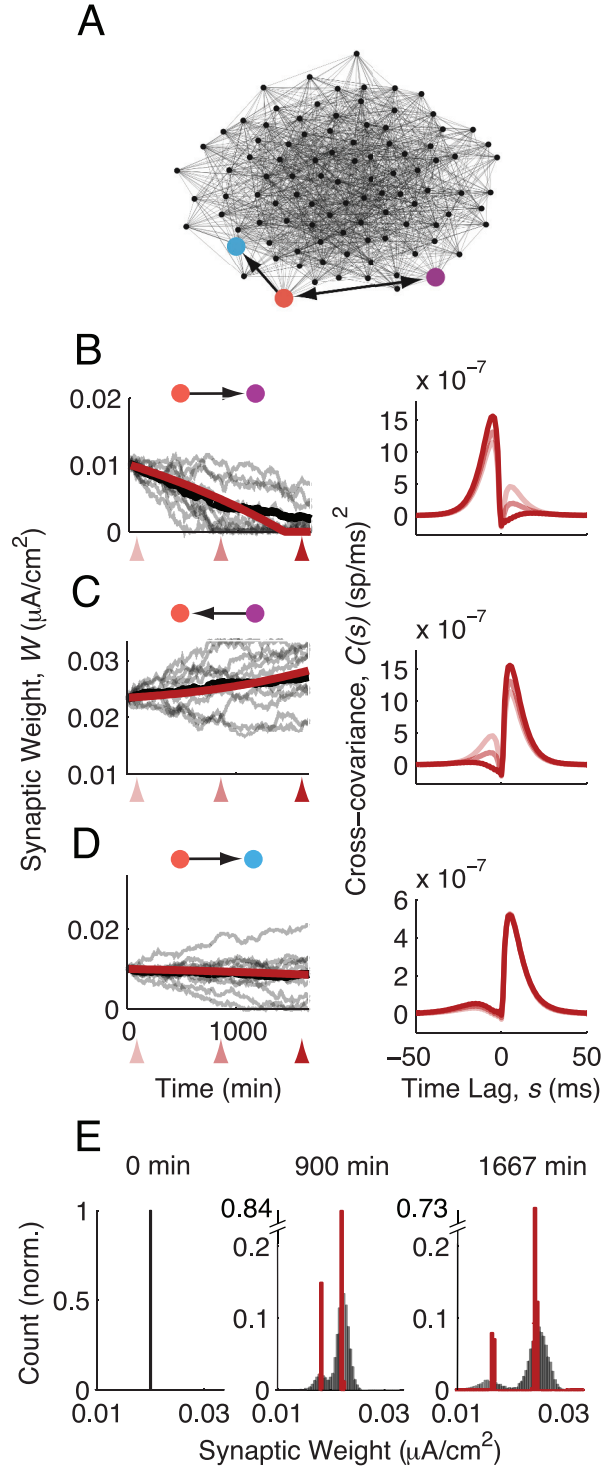 A
B
x 10⁻⁷
0.02
0.01
0
15
10
5
0
C
x 10⁻⁷
0.03
0.02
0.01
15
10
5
0
Synaptic Weight, W (μA/cm²)
Cross−covariance, C(s) (sp/ms)²
D
x 10⁻⁷
0.02
0.01
0
6
4
2
0
0 1000
−50 0 50
Time (min)
Time Lag, s (ms)
E
0 min 900 min 1667 min
1 0.84 0.73
0.5
0
0.2
0.1
0
0.2
0.1
0
0.01 0.03 0.01 0.03 0.01 0.03
Count (norm.)
Synaptic Weight (μA/cm²)